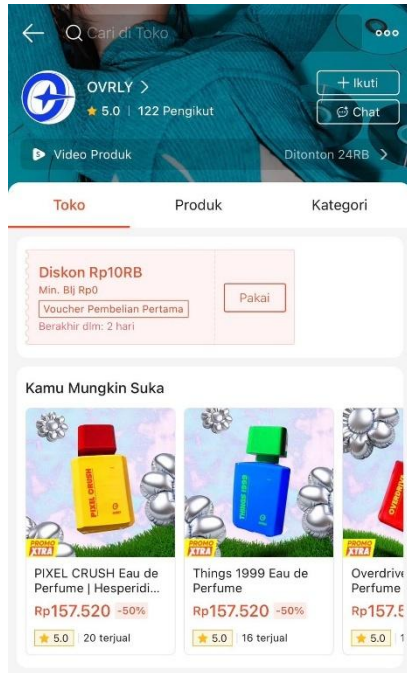 Cari di Toko
OVRLY >
+ Ikuti
5.0 | 122 Pengikut
Chat
Video Produk
Ditonton 24RB >
Toko
Produk
Kategori
Diskon Rp10RB
Min. Blj Rp0
Voucher Pembelian Pertama
Berakhir dlm: 2 hari
Pakai
Kamu Mungkin Suka
PIXEL CRUSH
THINGS 1999
PROMO
XTRA
PROMO
XTRA
PROMO
XTRA
PIXEL CRUSH Eau de
Perfume | Hesperidi...
Rp157.520 -50%
5.0 | 20 terjual
Things 1999 Eau de
Perfume
Rp157.520 -50%
5.0 | 16 terjual
Overdrive
Perfume
Rp157.5
5.0